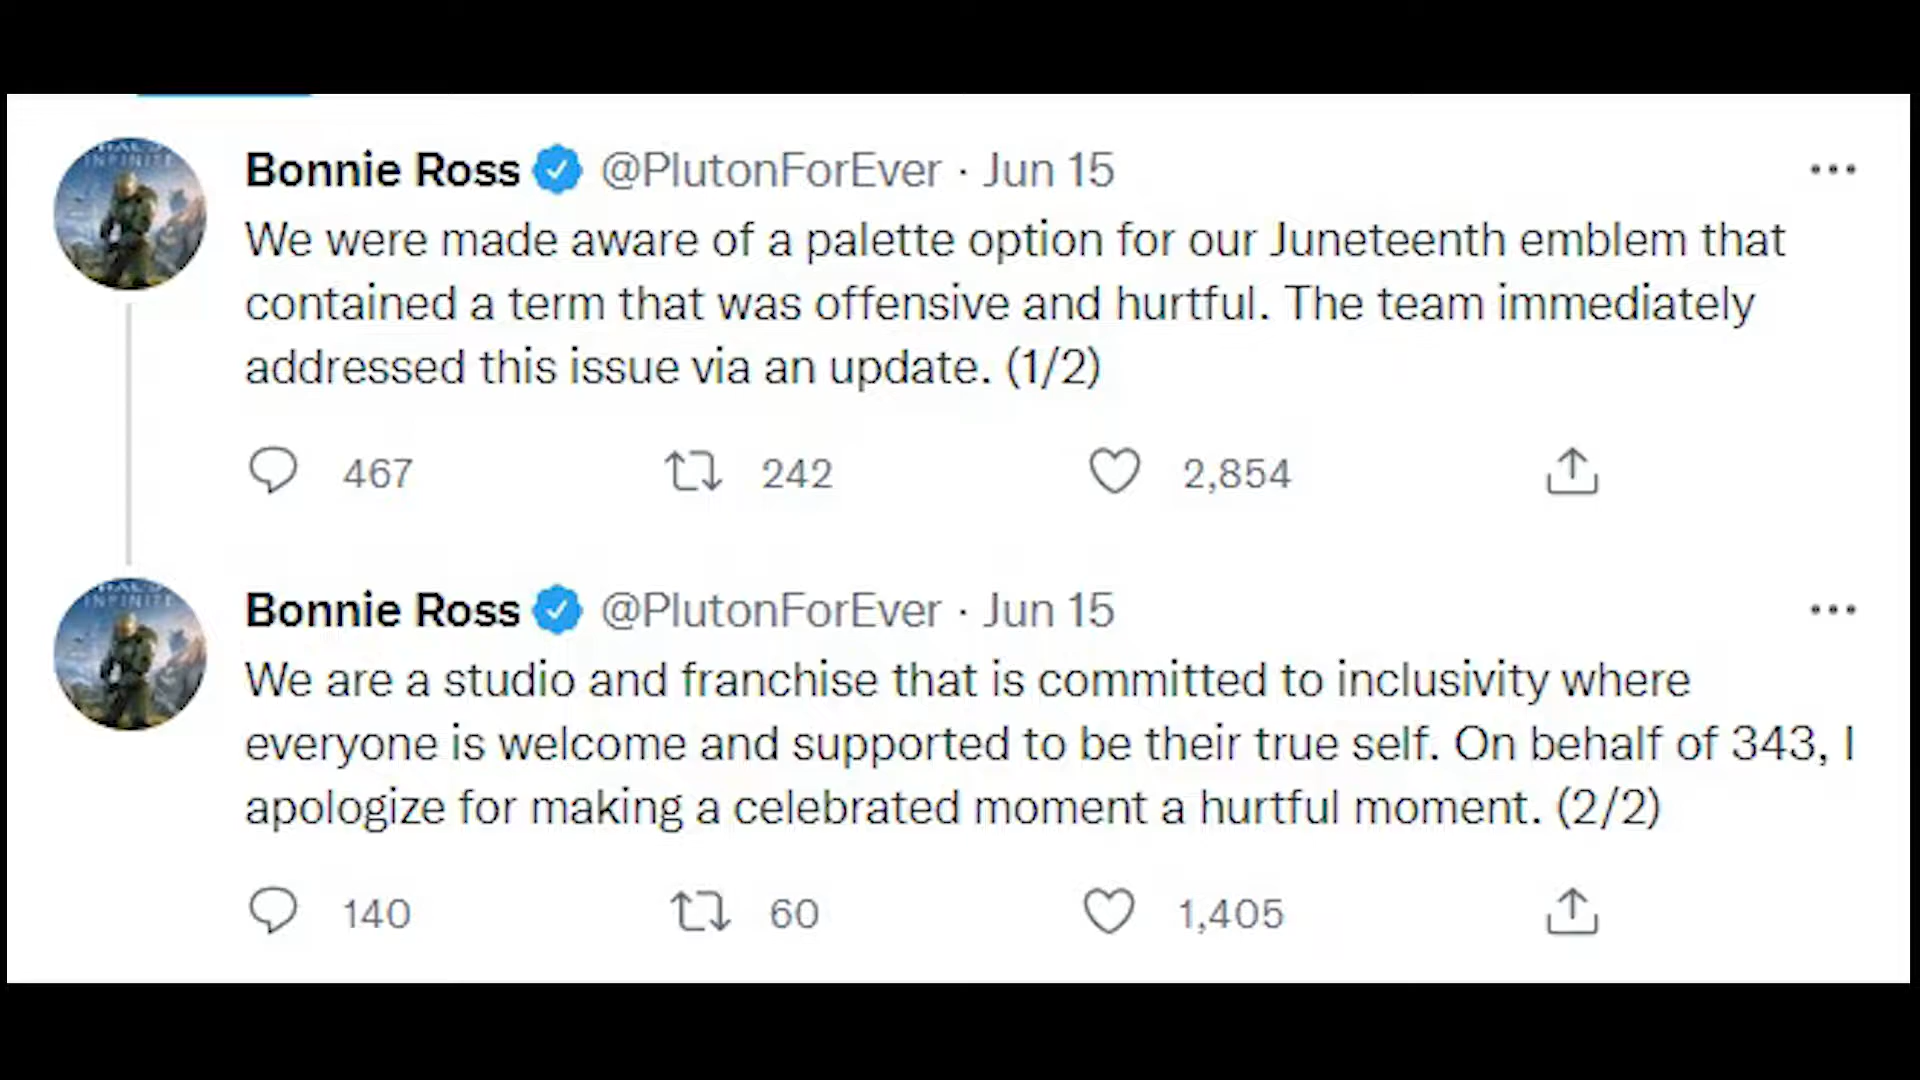 Bonnie Ross @PlutonForEver · Jun 15
We were made aware of a palette option for our Juneteenth emblem that
contained a term that was offensive and hurtful. The team immediately
addressed this issue via an update. (1/2)
467 242 2,854
Bonnie Ross @PlutonForEver · Jun 15
We are a studio and franchise that is committed to inclusivity where
everyone is welcome and supported to be their true self. On behalf of 343, I
apologize for making a celebrated moment a hurtful moment. (2/2)
140 60 1,405